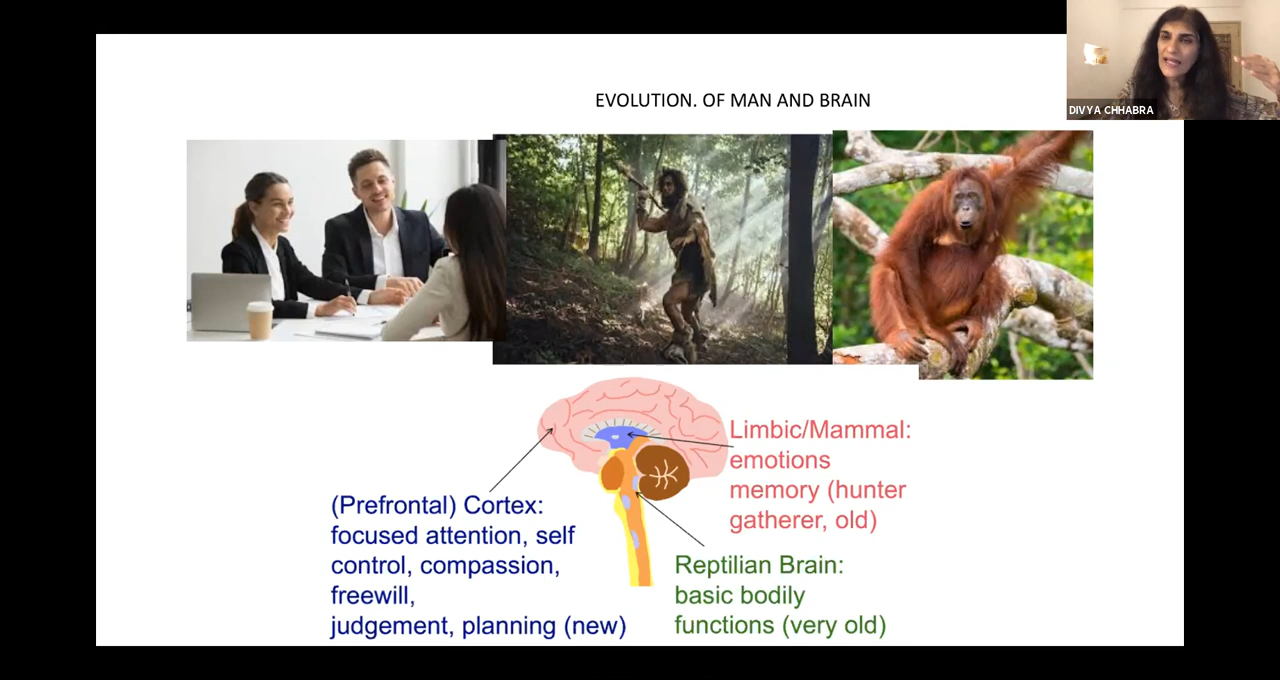 DIVYA CHHABRA
EVOLUTION. OF MAN AND BRAIN
Limbic/Mammal:
emotions
memory (hunter
gatherer, old)
(Prefrontal) Cortex:
focused attention, self
control, compassion,
freewill,
judgement, planning (new)
Reptilian Brain:
basic bodily
functions (very old)